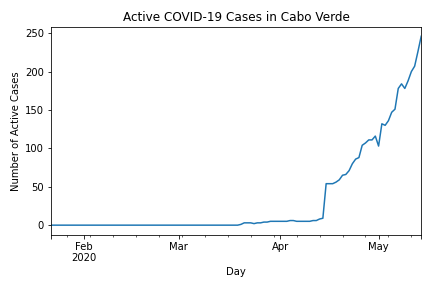 Active COVID-19 Cases in Cabo Verde
Number of Active Cases
250
200
150
100
50
0
Feb Mar Apr May
2020
Day